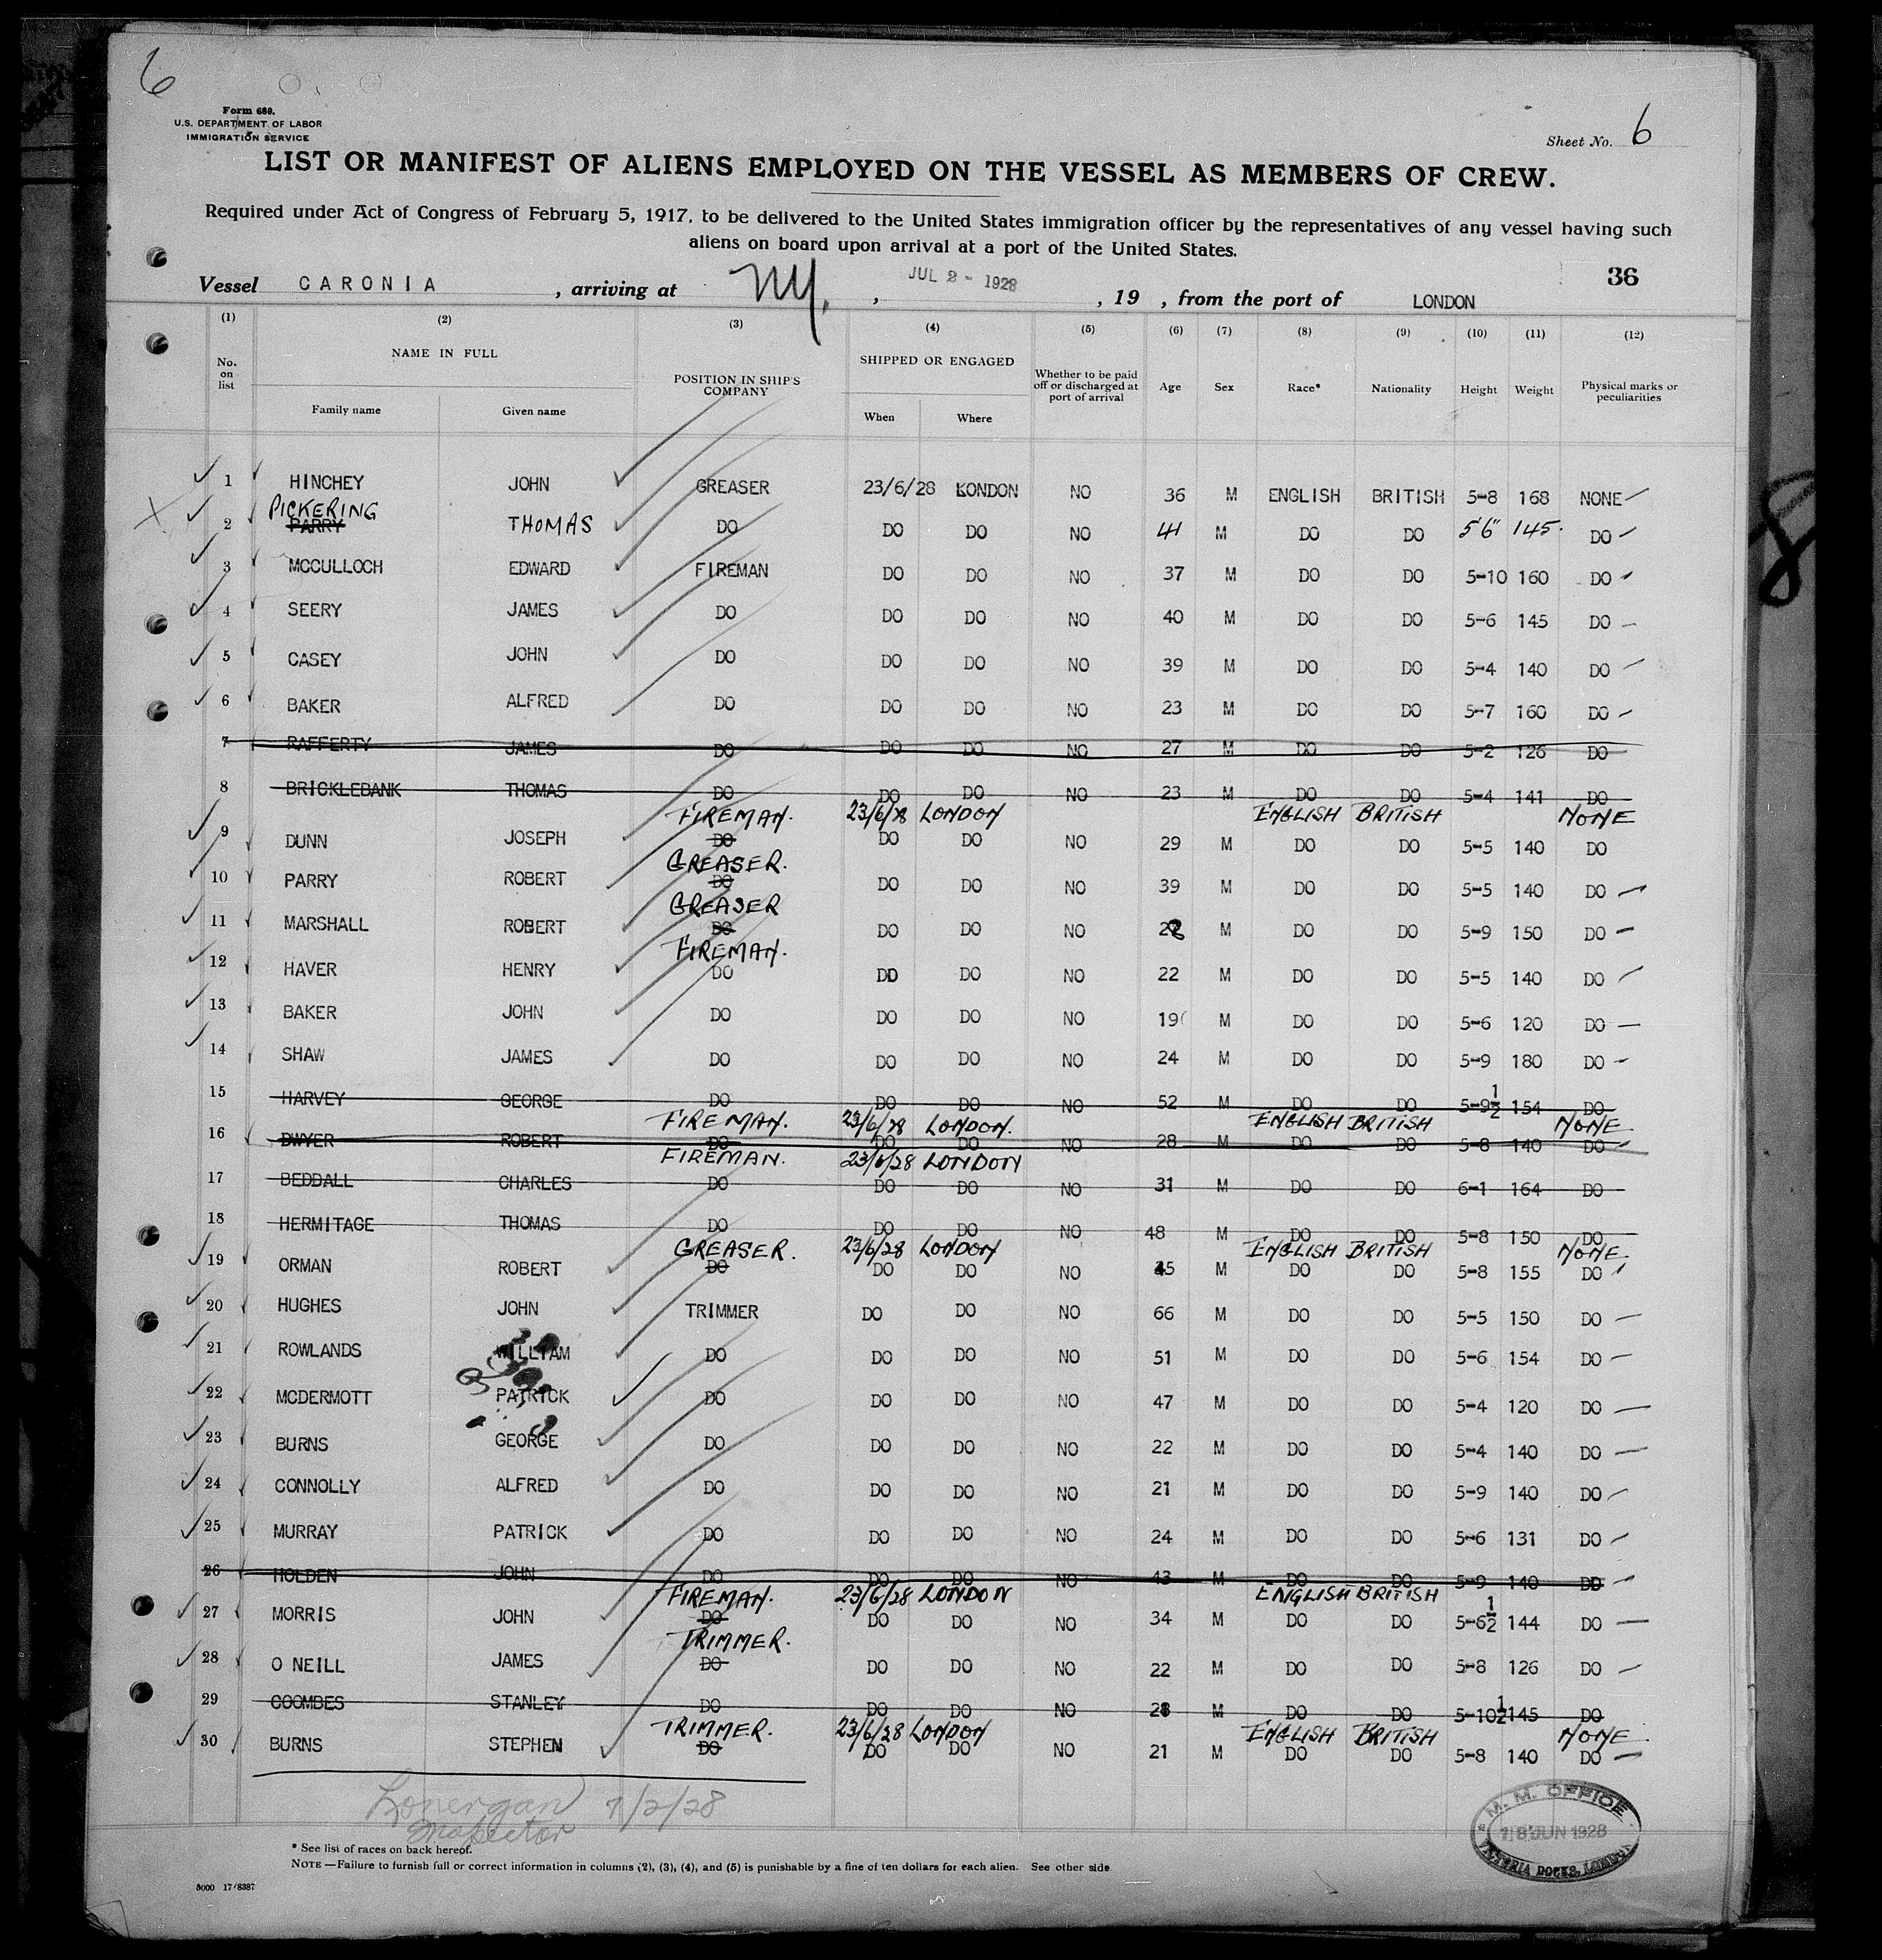 6
Form 689.
U.S. DEPARTMENT OF LABOR
IMMIGRATION SERVICE
Sheet No. 6
LIST OR MANIFEST OF ALIENS EMPLOYED ON THE VESSEL AS MEMBERS OF CREW.
Required under Act of Congress of February 5, 1917, to be delivered to the United States immigration officer by the representatives of any vessel having such
aliens on board upon arrival at a port of the United States.
36
Vessel CARONIA , arriving at NY. , JUL 2 - 1928 , 19 , from the port of LONDON
(1) (2) (3) (4) (5) (6) (7) (8) (9) (10) (11) (12)
No. on list NAME IN FULL POSITION IN SHIP'S COMPANY SHIPPED OR ENGAGED Whether to be paid off or discharged at port of arrival Age Sex Race* Nationality Height Weight Physical marks or peculiarities
Family name Given name When Where
1 HINCHEY JOHN GREASER 23/6/28 LONDON NO 36 M ENGLISH BRITISH 5-8 168 NONE
PICKERING
2 PARRY THOMAS DO DO DO NO 41 M DO DO 5'6" 145. DO
3 MCCULLOCH EDWARD FIREMAN DO DO NO 37 M DO DO 5-10 160 DO
4 SEERY JAMES DO DO DO NO 40 M DO DO 5-6 145 DO
5 CASEY JOHN DO DO DO NO 39 M DO DO 5-4 140 DO
6 BAKER ALFRED DO DO DO NO 23 M DO DO 5-7 160 DO
7 RAFFERTY JAMES DO DO DO NO 27 M DO DO 5-2 126 DO
8 BRICKLEBANK THOMAS DO DO DO NO 23 M DO DO 5-4 141 DO
FIREMAN. 23/6/28 LONDON ENGLISH BRITISH NONE
9 DUNN JOSEPH DO DO DO NO 29 M DO DO 5-5 140 DO
GREASER.
10 PARRY ROBERT DO DO DO NO 39 M DO DO 5-5 140 DO
GREASER
11 MARSHALL ROBERT DO DO DO NO 28 M DO DO 5-9 150 DO
FIREMAN.
12 HAVER HENRY DO DO DO NO 22 M DO DO 5-5 140 DO
13 BAKER JOHN DO DO DO NO 19 M DO DO 5-6 120 DO
14 SHAW JAMES DO DO DO NO 24 M DO DO 5-9 180 DO
15 HARVEY GEORGE DO DO DO NO 52 M DO DO 5-9½ 154 DO
FIREMAN. 23/6/28 LONDON. ENGLISH BRITISH NONE
16 DWYER ROBERT DO DO DO NO 28 M DO DO 5-8 140 DO
FIREMAN. 23/6/28 LONDON
17 BEDDALL CHARLES DO DO DO NO 31 M DO DO 6-1 164 DO
18 HERMITAGE THOMAS DO DO DO NO 48 M DO DO 5-8 150 DO
GREASER. 23/6/28 LONDON ENGLISH BRITISH NONE.
19 ORMAN ROBERT DO DO DO NO 45 M DO DO 5-8 155 DO
20 HUGHES JOHN TRIMMER DO DO NO 66 M DO DO 5-5 150 DO
21 ROWLANDS WILLIAM DO DO DO NO 51 M DO DO 5-6 154 DO
22 MCDERMOTT PATRICK DO DO DO NO 47 M DO DO 5-4 120 DO
23 BURNS GEORGE DO DO DO NO 22 M DO DO 5-4 140 DO
24 CONNOLLY ALFRED DO DO DO NO 21 M DO DO 5-9 140 DO
25 MURRAY PATRICK DO DO DO NO 24 M DO DO 5-6 131 DO
26 HOLDEN JOHN DO DO DO NO 43 M DO DO 5-9 140 DO
FIREMAN. 23/6/28 LONDON ENGLISH BRITISH
27 MORRIS JOHN DO DO DO NO 34 M DO DO 5-6½ 144 DO
TRIMMER.
28 O NEILL JAMES DO DO DO NO 22 M DO DO 5-8 126 DO
29 COOMBES STANLEY DO DO DO NO 28 M DO DO 5-10½ 145 DO
TRIMMER. 23/6/28 LONDON ENGLISH BRITISH NONE
30 BURNS STEPHEN DO DO DO NO 21 M DO DO 5-8 140 DO
Lonergan 7/2/28
Inspector
M. M. OFFICE
18 JUN 1928
VICTORIA DOCKS, LONDON
* See list of races on back hereof.
NOTE—Failure to furnish full or correct information in columns (2), (3), (4), and (5) is punishable by a fine of ten dollars for each alien. See other side
5000 17/8387
8